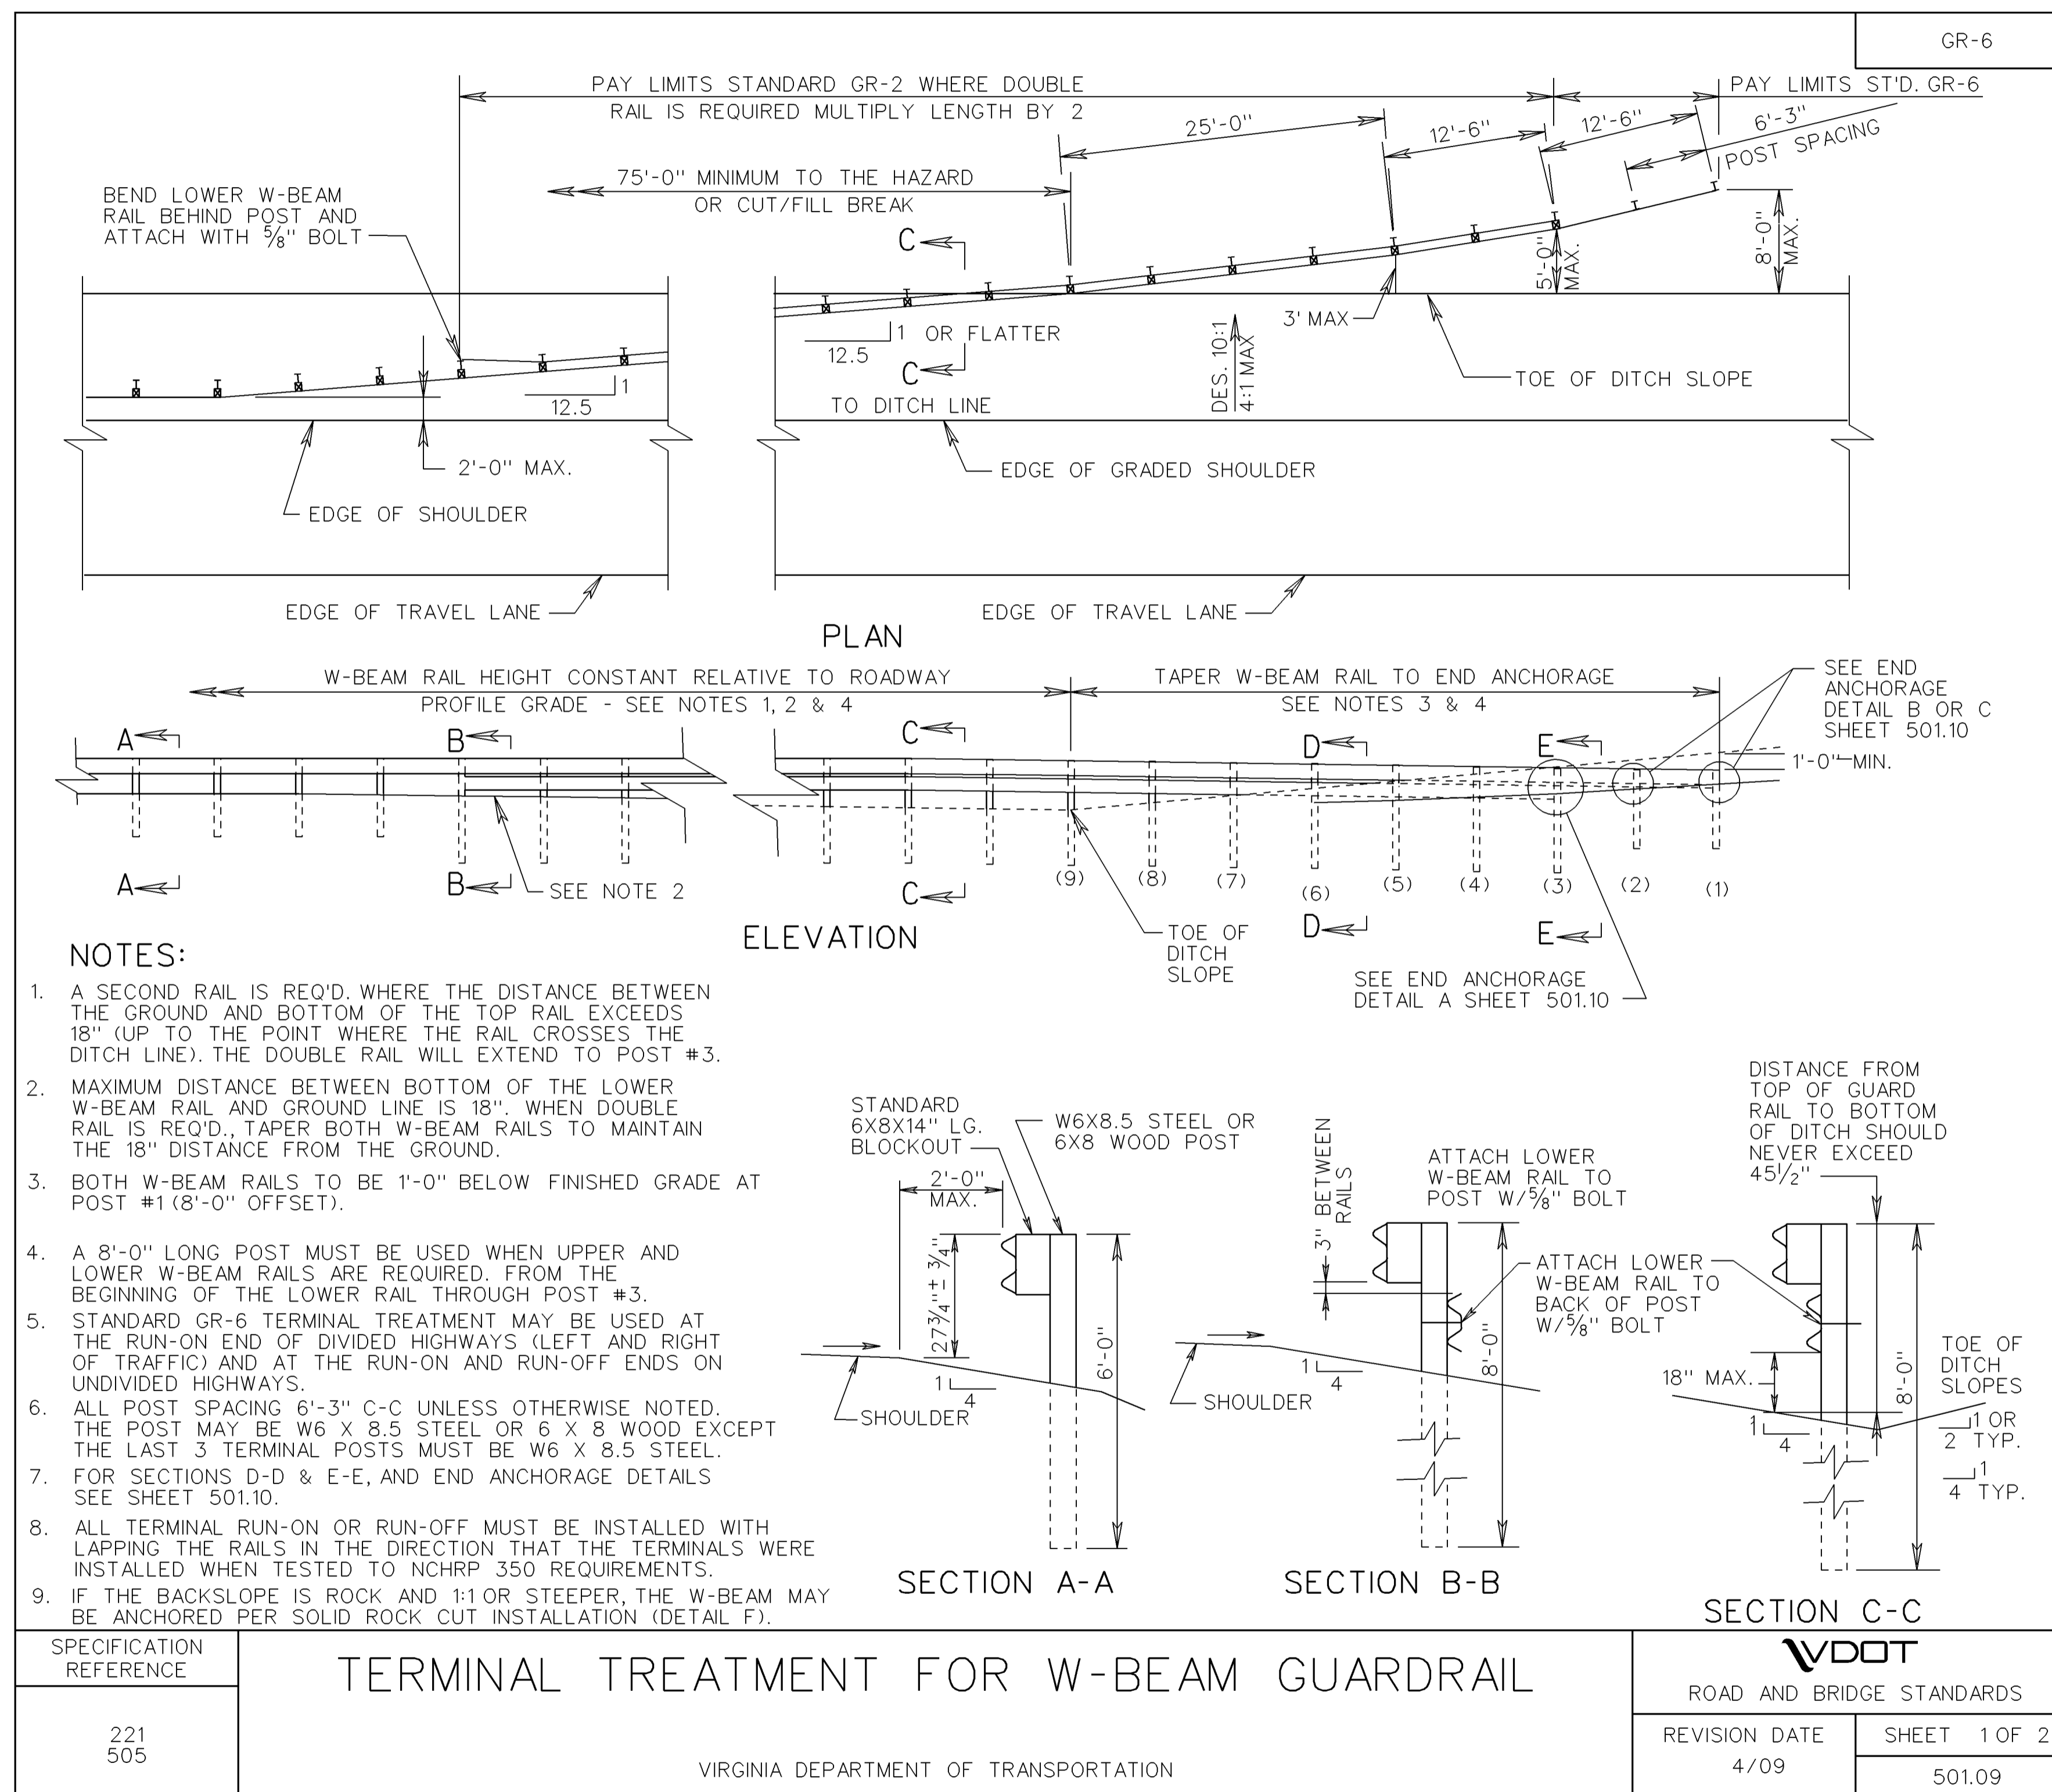 GR-6
PAY LIMITS STANDARD GR-2 WHERE DOUBLE
RAIL IS REQUIRED MULTIPLY LENGTH BY 2
PAY LIMITS ST'D. GR-6
25'-0"
12'-6"
12'-6"
6'-3"
POST SPACING
75'-0" MINIMUM TO THE HAZARD
OR CUT/FILL BREAK
BEND LOWER W-BEAM
RAIL BEHIND POST AND
ATTACH WITH 5/8" BOLT
C
1 OR FLATTER
12.5
C
TO DITCH LINE
DES. 10:1
4:1 MAX
3' MAX
5'-0"
MAX.
8'-0"
MAX.
TOE OF DITCH SLOPE
1
12.5
2'-0" MAX.
EDGE OF SHOULDER
EDGE OF GRADED SHOULDER
EDGE OF TRAVEL LANE
EDGE OF TRAVEL LANE
PLAN
W-BEAM RAIL HEIGHT CONSTANT RELATIVE TO ROADWAY
PROFILE GRADE - SEE NOTES 1, 2 & 4
TAPER W-BEAM RAIL TO END ANCHORAGE
SEE NOTES 3 & 4
SEE END
ANCHORAGE
DETAIL B OR C
SHEET 501.10
1'-0" MIN.
A
B
C
D
E
A
B
C
D
E
SEE NOTE 2
(9)
(8)
(7)
(6)
(5)
(4)
(3)
(2)
(1)
TOE OF
DITCH
SLOPE
SEE END ANCHORAGE
DETAIL A SHEET 501.10
ELEVATION
NOTES:
1. A SECOND RAIL IS REQ'D. WHERE THE DISTANCE BETWEEN
THE GROUND AND BOTTOM OF THE TOP RAIL EXCEEDS
18" (UP TO THE POINT WHERE THE RAIL CROSSES THE
DITCH LINE). THE DOUBLE RAIL WILL EXTEND TO POST #3.
2. MAXIMUM DISTANCE BETWEEN BOTTOM OF THE LOWER
W-BEAM RAIL AND GROUND LINE IS 18". WHEN DOUBLE
RAIL IS REQ'D., TAPER BOTH W-BEAM RAILS TO MAINTAIN
THE 18" DISTANCE FROM THE GROUND.
3. BOTH W-BEAM RAILS TO BE 1'-0" BELOW FINISHED GRADE AT
POST #1 (8'-0" OFFSET).
4. A 8'-0" LONG POST MUST BE USED WHEN UPPER AND
LOWER W-BEAM RAILS ARE REQUIRED. FROM THE
BEGINNING OF THE LOWER RAIL THROUGH POST #3.
5. STANDARD GR-6 TERMINAL TREATMENT MAY BE USED AT
THE RUN-ON END OF DIVIDED HIGHWAYS (LEFT AND RIGHT
OF TRAFFIC) AND AT THE RUN-ON AND RUN-OFF ENDS ON
UNDIVIDED HIGHWAYS.
6. ALL POST SPACING 6'-3" C-C UNLESS OTHERWISE NOTED.
THE POST MAY BE W6 X 8.5 STEEL OR 6 X 8 WOOD EXCEPT
THE LAST 3 TERMINAL POSTS MUST BE W6 X 8.5 STEEL.
7. FOR SECTIONS D-D & E-E, AND END ANCHORAGE DETAILS
SEE SHEET 501.10.
8. ALL TERMINAL RUN-ON OR RUN-OFF MUST BE INSTALLED WITH
LAPPING THE RAILS IN THE DIRECTION THAT THE TERMINALS WERE
INSTALLED WHEN TESTED TO NCHRP 350 REQUIREMENTS.
9. IF THE BACKSLOPE IS ROCK AND 1:1 OR STEEPER, THE W-BEAM MAY
BE ANCHORED PER SOLID ROCK CUT INSTALLATION (DETAIL F).
STANDARD
6X8X14" LG.
BLOCKOUT
W6X8.5 STEEL OR
6X8 WOOD POST
2'-0"
MAX.
27 3/4" ± 3/4"
6'-0"
1
4
SHOULDER
SECTION A-A
3" BETWEEN
RAILS
ATTACH LOWER
W-BEAM RAIL TO
POST W/5/8" BOLT
ATTACH LOWER
W-BEAM RAIL TO
BACK OF POST
W/5/8" BOLT
8'-0"
1
4
SHOULDER
SECTION B-B
DISTANCE FROM
TOP OF GUARD
RAIL TO BOTTOM
OF DITCH SHOULD
NEVER EXCEED
45 1/2"
18" MAX.
8'-0"
1
4
TOE OF
DITCH
SLOPES
1 OR
2 TYP.
1
4 TYP.
SECTION C-C
SPECIFICATION
REFERENCE
221
505
TERMINAL TREATMENT FOR W-BEAM GUARDRAIL
VIRGINIA DEPARTMENT OF TRANSPORTATION
VDOT
ROAD AND BRIDGE STANDARDS
REVISION DATE
4/09
SHEET 1 OF 2
501.09